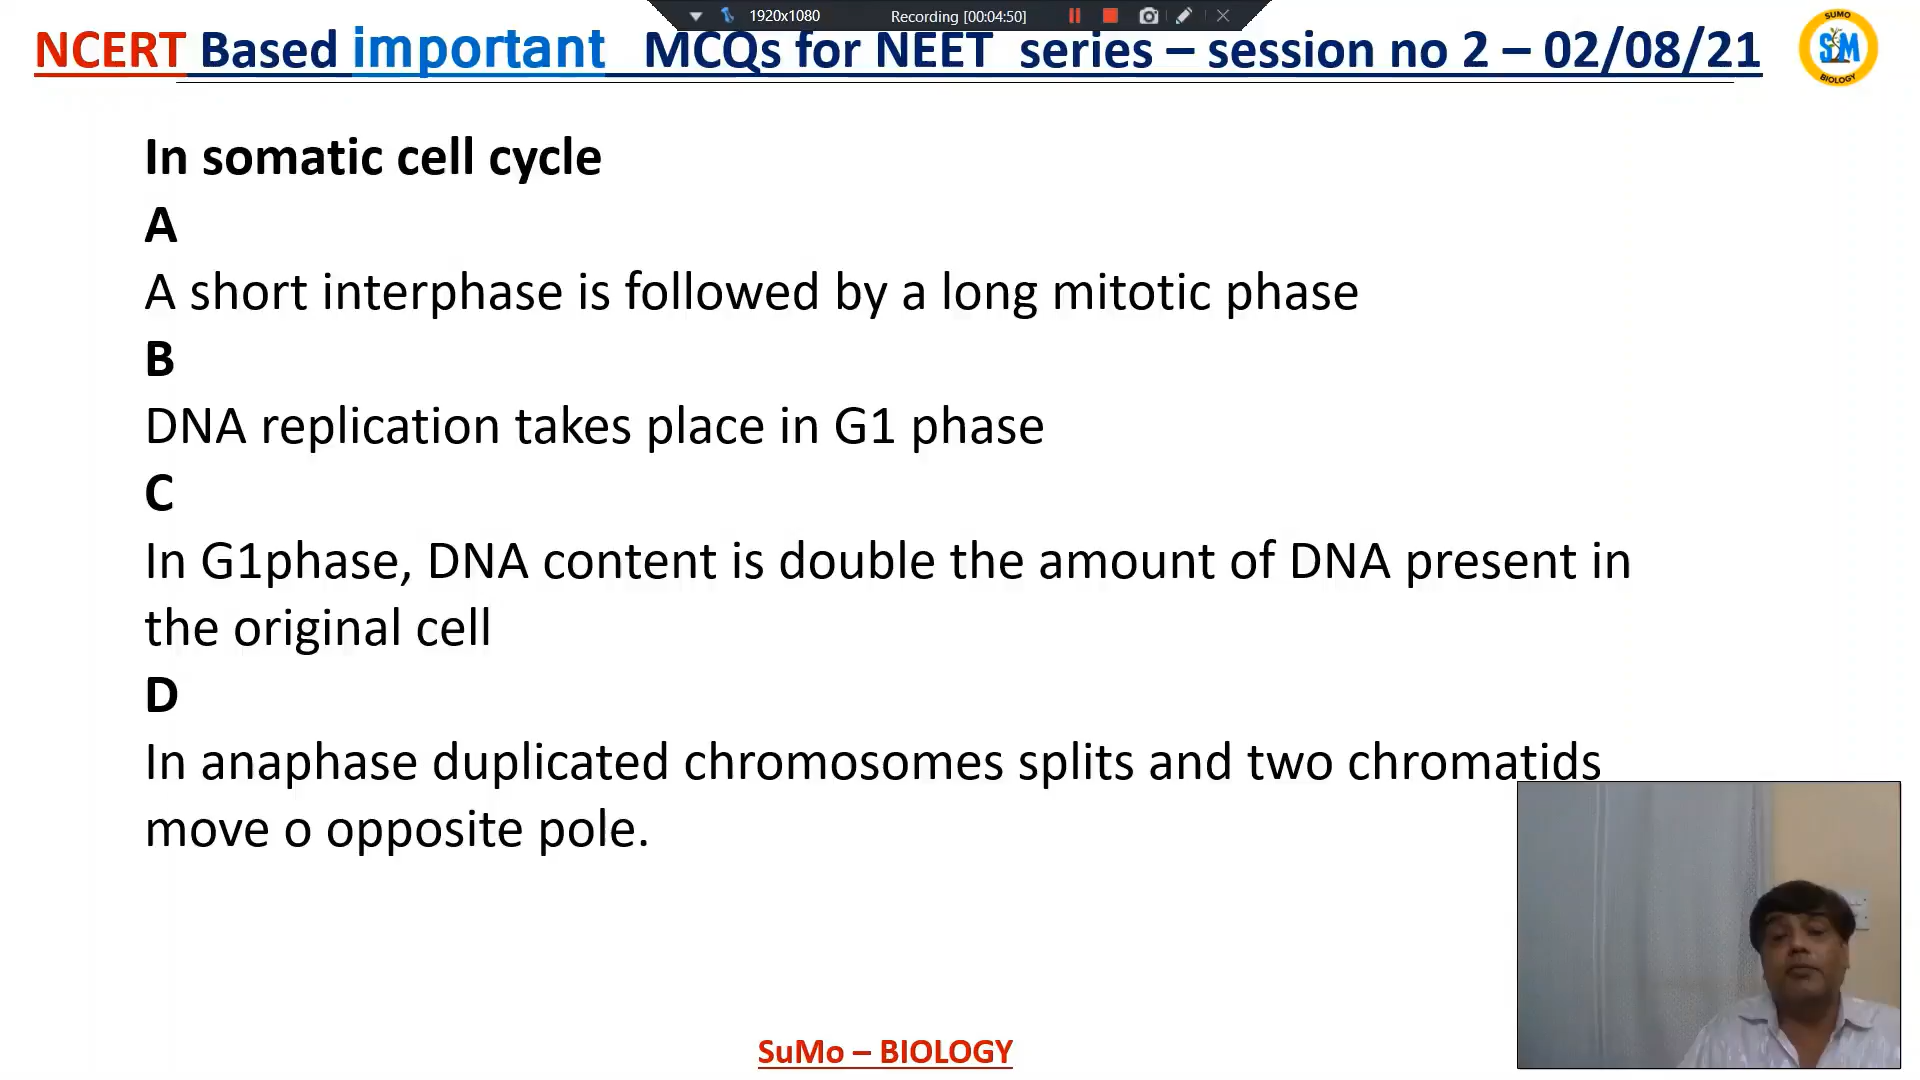 1920x1080 Recording [00:04:50]
NCERT Based important MCQs for NEET series – session no 2 – 02/08/21
SUMO
SM
BIOLOGY
In somatic cell cycle
A
A short interphase is followed by a long mitotic phase
B
DNA replication takes place in G1 phase
C
In G1phase, DNA content is double the amount of DNA present in
the original cell
D
In anaphase duplicated chromosomes splits and two chromatids
move o opposite pole.
SuMo – BIOLOGY